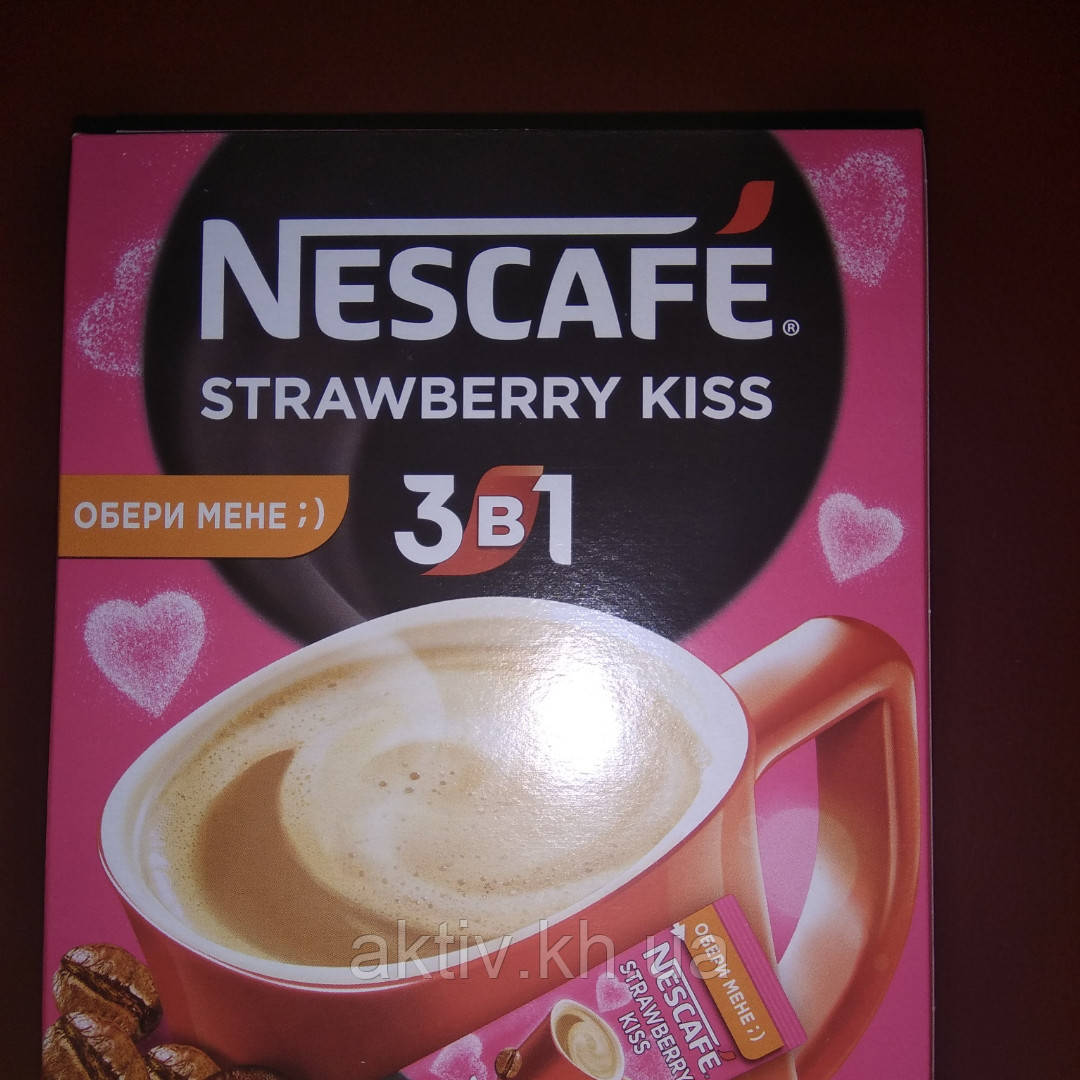 NESCAFÉ®
STRAWBERRY KISS
ОБЕРИ МЕНЕ ;)
3в1
aktiv.kh.ua
ОБЕРИ МЕНЕ ;)
NESCAFÉ®
STRAWBERRY
KISS